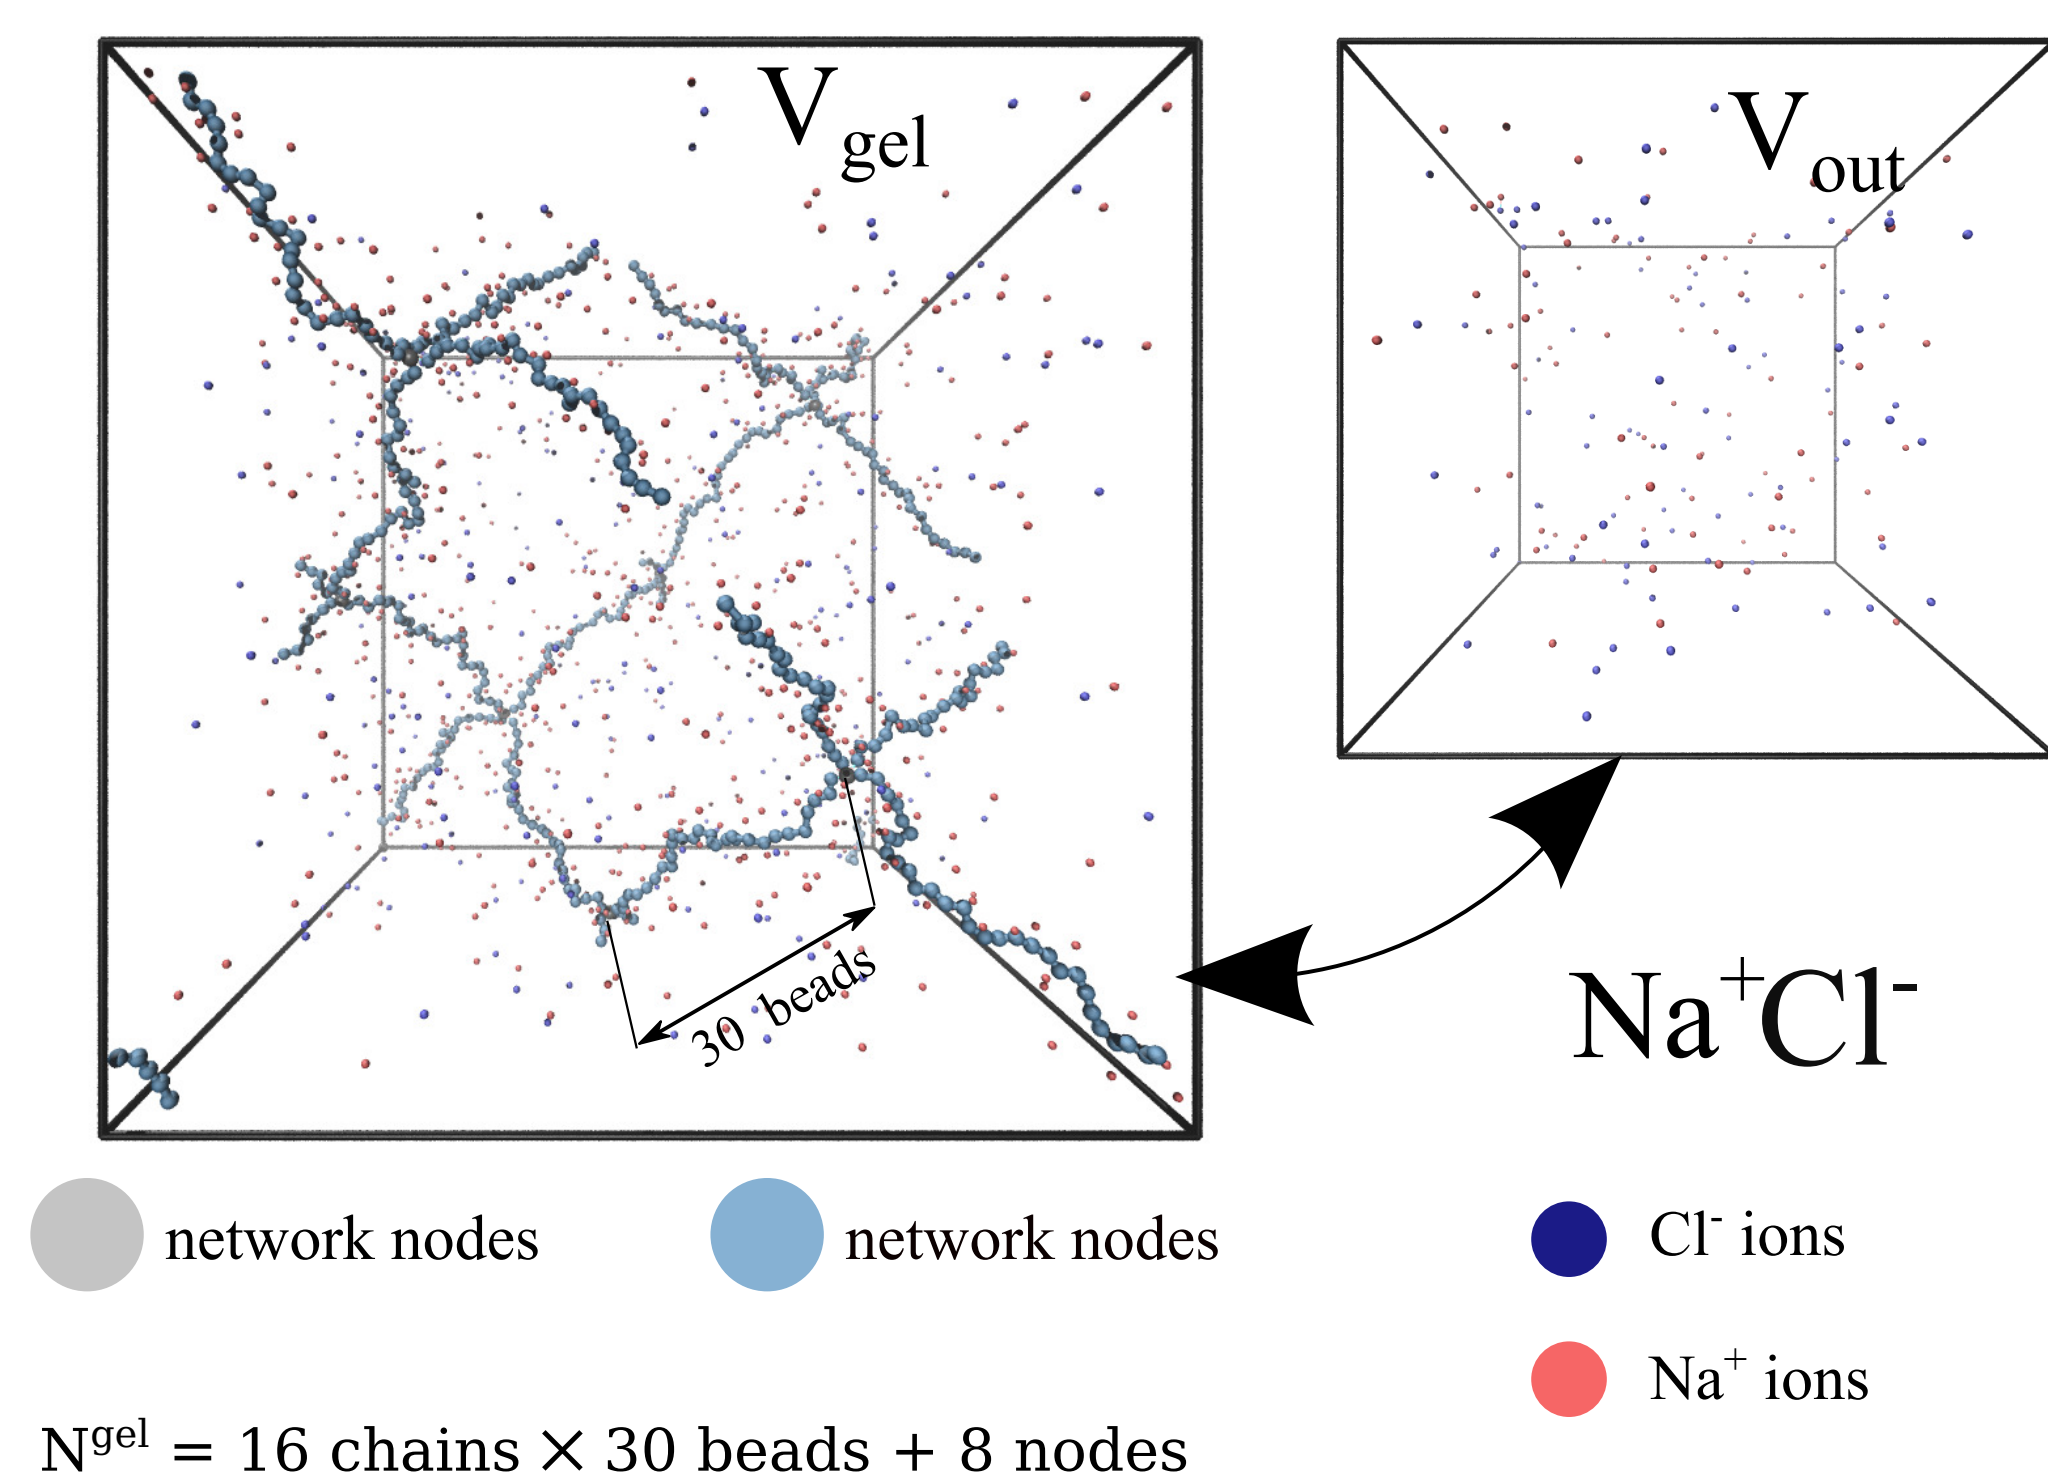 V_gel
V_out
30 beads
Na⁺Cl⁻
network nodes
network nodes
Cl⁻ ions
Na⁺ ions
N^gel = 16 chains × 30 beads + 8 nodes